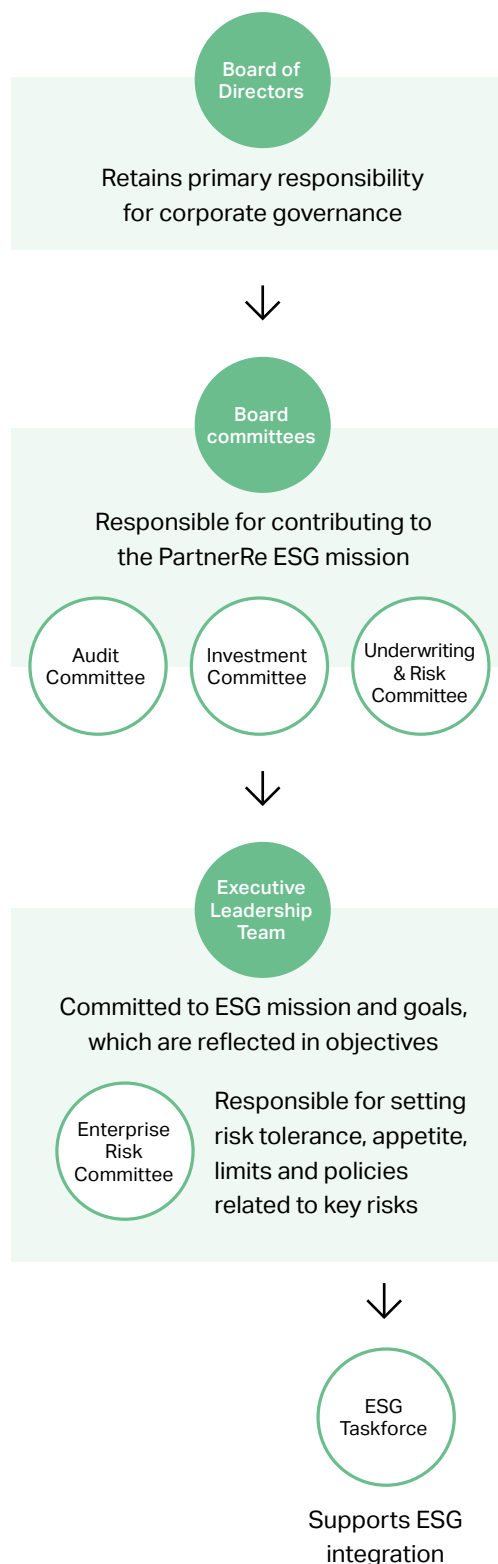 Board of
Directors
Retains primary responsibility
for corporate governance
Board
committees
Responsible for contributing to
the PartnerRe ESG mission
Audit
Committee
Investment
Committee
Underwriting
& Risk
Committee
Executive
Leadership
Team
Committed to ESG mission and goals,
which are reflected in objectives
Enterprise
Risk
Committee
Responsible for setting
risk tolerance, appetite,
limits and policies
related to key risks
ESG
Taskforce
Supports ESG
integration